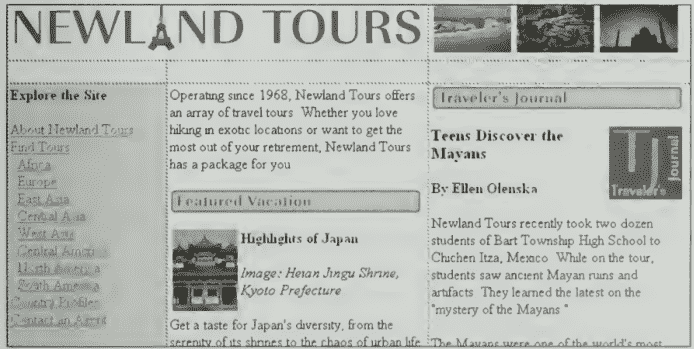 NEWLAND TOURS
Explore the Site
About Newland Tours
Find Tours
Africa
Europe
East Asia
Central Asia
West Asia
Central America
North America
South America
Country Profiles
Contact an Agent
Operating since 1968, Newland Tours offers
an array of travel tours Whether you love
hiking in exotic locations or want to get the
most out of your retirement, Newland Tours
has a package for you
Featured Vacation
Highlights of Japan
Image: Heian Jingu Shrine,
Kyoto Prefecture
Get a taste for Japan's diversity, from the
serenity of its shrines to the chaos of urban life
Traveler's Journal
Teens Discover the
Mayans
TJ
Traveler's
Journal
By Ellen Olenska
Newland Tours recently took two dozen
students of Bart Township High School to
Chichen Itza, Mexico While on the tour,
students saw ancient Mayan ruins and
artifacts They learned the latest on the
"mystery of the Mayans "
The Mayans were one of the world's most